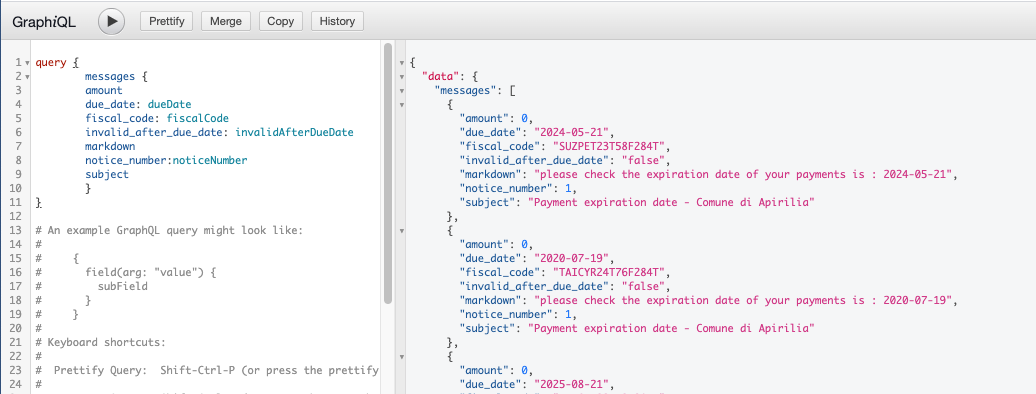 GraphiQL
Prettify
Merge
Copy
History
1 query {
2 messages {
3 amount
4 due_date: dueDate
5 fiscal_code: fiscalCode
6 invalid_after_due_date: invalidAfterDueDate
7 markdown
8 notice_number:noticeNumber
9 subject
10 }
11 }
12
13 # An example GraphQL query might look like:
14 #
15 # {
16 # field(arg: "value") {
17 # subField
18 # }
19 # }
20 #
21 # Keyboard shortcuts:
22 #
23 # Prettify Query: Shift-Ctrl-P (or press the prettify
24 #
{
"data": {
"messages": [
{
"amount": 0,
"due_date": "2024-05-21",
"fiscal_code": "SUZPET23T58F284T",
"invalid_after_due_date": "false",
"markdown": "please check the expiration date of your payments is : 2024-05-21",
"notice_number": 1,
"subject": "Payment expiration date - Comune di Apirilia"
},
{
"amount": 0,
"due_date": "2020-07-19",
"fiscal_code": "TAICYR24T76F284T",
"invalid_after_due_date": "false",
"markdown": "please check the expiration date of your payments is : 2020-07-19",
"notice_number": 1,
"subject": "Payment expiration date - Comune di Apirilia"
},
{
"amount": 0,
"due_date": "2025-08-21",